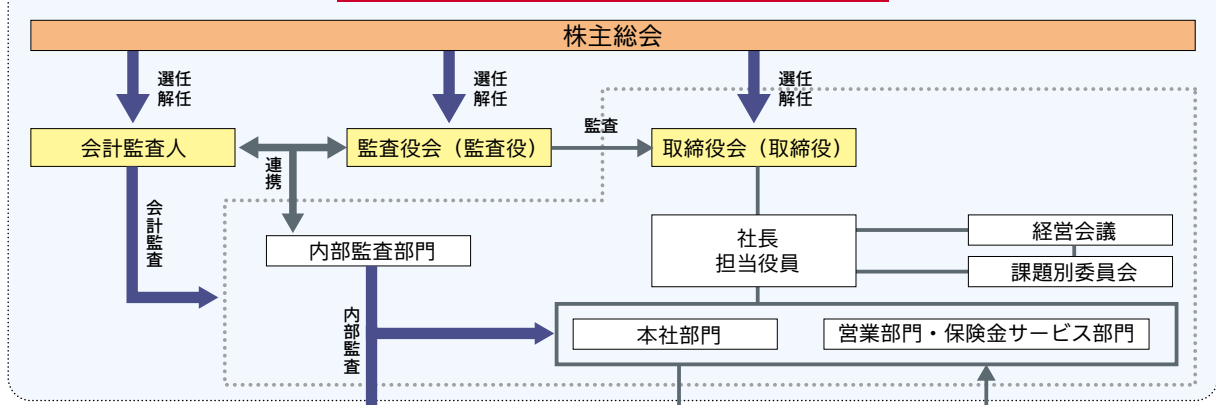 株主総会
選任
解任
選任
解任
選任
解任
会計監査人
監査役会（監査役）
監査
取締役会（取締役）
連携
会計監査
内部監査部門
社長
担当役員
経営会議
課題別委員会
内部監査
本社部門
営業部門・保険金サービス部門